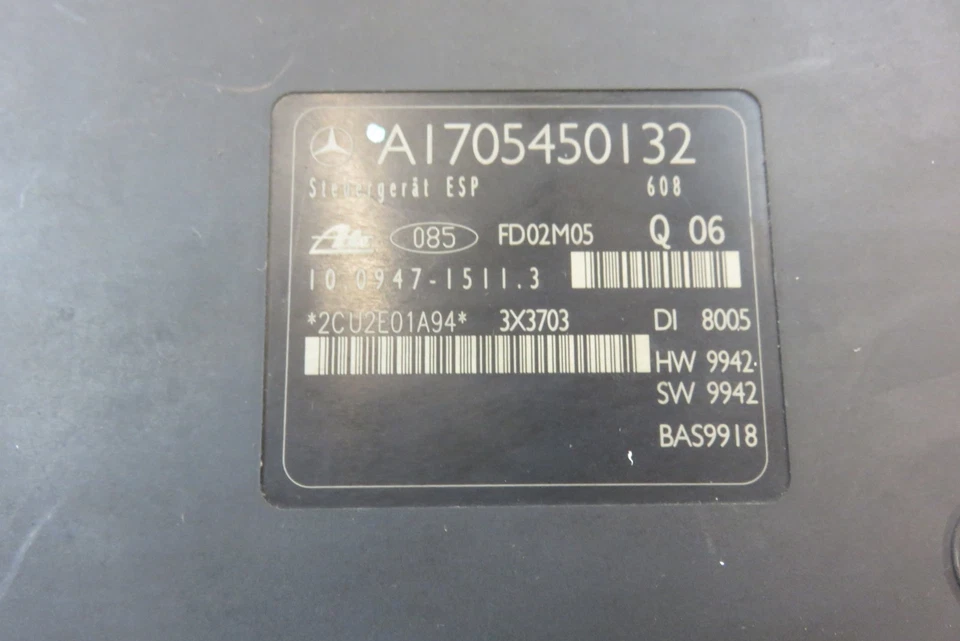 A1705450132
Steuergerät ESP 608
Ate 085 FD02M05 Q 06
10.0947-1511.3
*2CU2E01A94* 3X3703 DI 8005
HW 9942
SW 9942
BAS9918